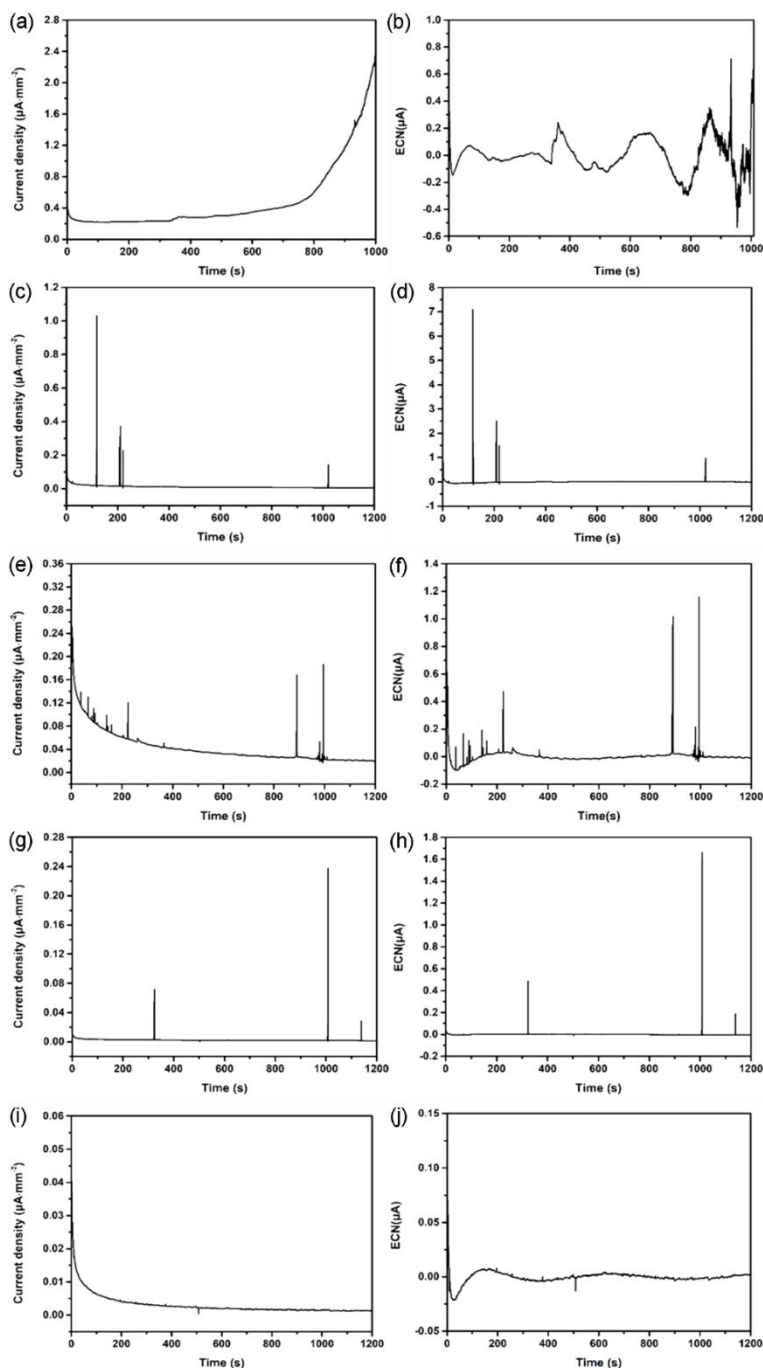 (a)
Current density (μA·mm⁻²)
2.8
2.4
2.0
1.6
1.2
0.8
0.4
0.0
0 200 400 600 800 1000
Time (s)
(b)
ECN(μA)
1.0
0.8
0.6
0.4
0.2
0.0
-0.2
-0.4
-0.6
0 200 400 600 800 1000
Time (s)
(c)
Current density (μA·mm⁻²)
1.2
1.0
0.8
0.6
0.4
0.2
0.0
0 200 400 600 800 1000 1200
Time (s)
(d)
ECN(μA)
8
7
6
5
4
3
2
1
0
-1
0 200 400 600 800 1000 1200
Time (s)
(e)
Current density (μA·mm⁻²)
0.36
0.32
0.28
0.24
0.20
0.16
0.12
0.08
0.04
0.00
0 200 400 600 800 1000 1200
Time (s)
(f)
ECN(μA)
1.4
1.2
1.0
0.8
0.6
0.4
0.2
0.0
-0.2
0 200 400 600 800 1000 1200
Time(s)
(g)
Current density (μA·mm⁻²)
0.28
0.24
0.20
0.16
0.12
0.08
0.04
0.00
0 200 400 600 800 1000 1200
Time (s)
(h)
ECN(μA)
1.8
1.6
1.4
1.2
1.0
0.8
0.6
0.4
0.2
0.0
-0.2
0 200 400 600 800 1000 1200
Time (s)
(i)
Current density (μA·mm⁻²)
0.06
0.05
0.04
0.03
0.02
0.01
0.00
0 200 400 600 800 1000 1200
Time (s)
(j)
ECN(μA)
0.15
0.10
0.05
0.00
-0.05
0 200 400 600 800 1000 1200
Time (s)